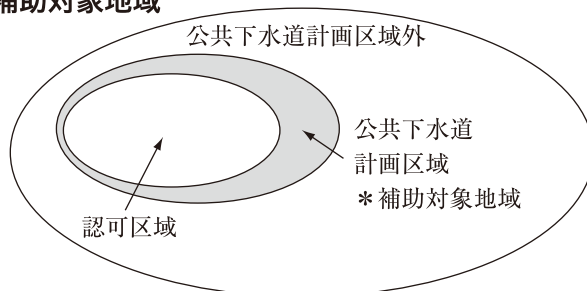 補助対象地域
公共下水道計画区域外
公共下水道
計画区域
＊補助対象地域
認可区域